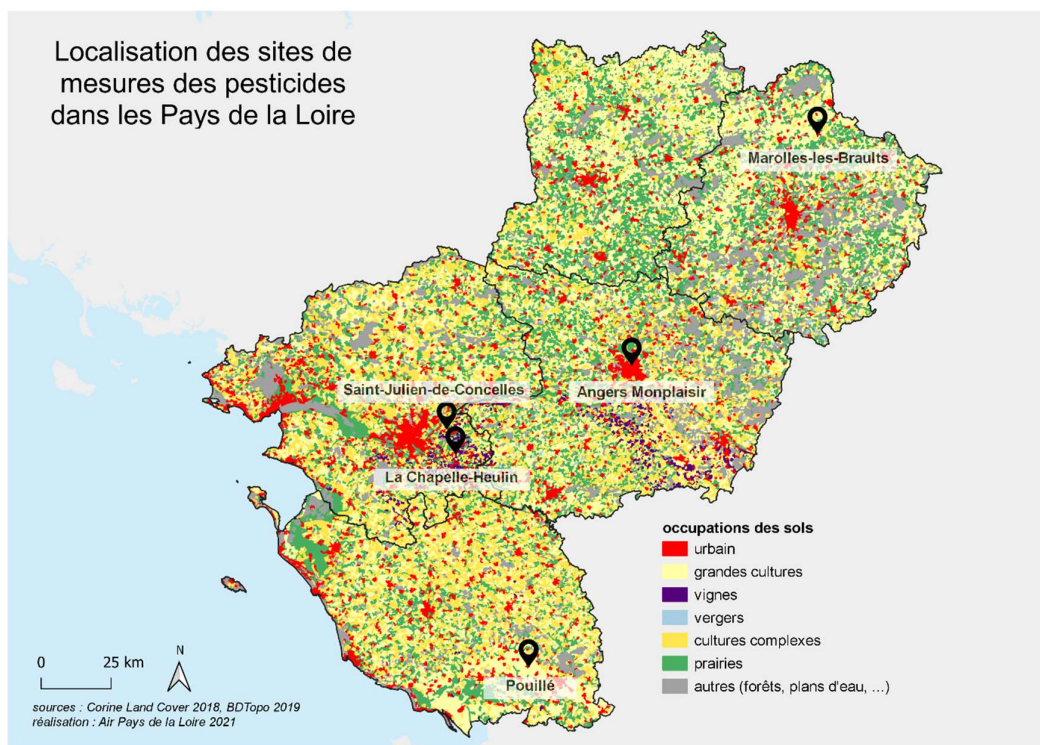 Localisation des sites de
mesures des pesticides
dans les Pays de la Loire
Marolles-les-Braults
Saint-Julien-de-Concelles
Angers Monplaisir
La Chapelle-Heulin
Pouillé
occupations des sols
urbain
grandes cultures
vignes
vergers
cultures complexes
prairies
autres (forêts, plans d'eau, ...)
0 25 km
N
sources : Corine Land Cover 2018, BDTopo 2019
réalisation : Air Pays de la Loire 2021